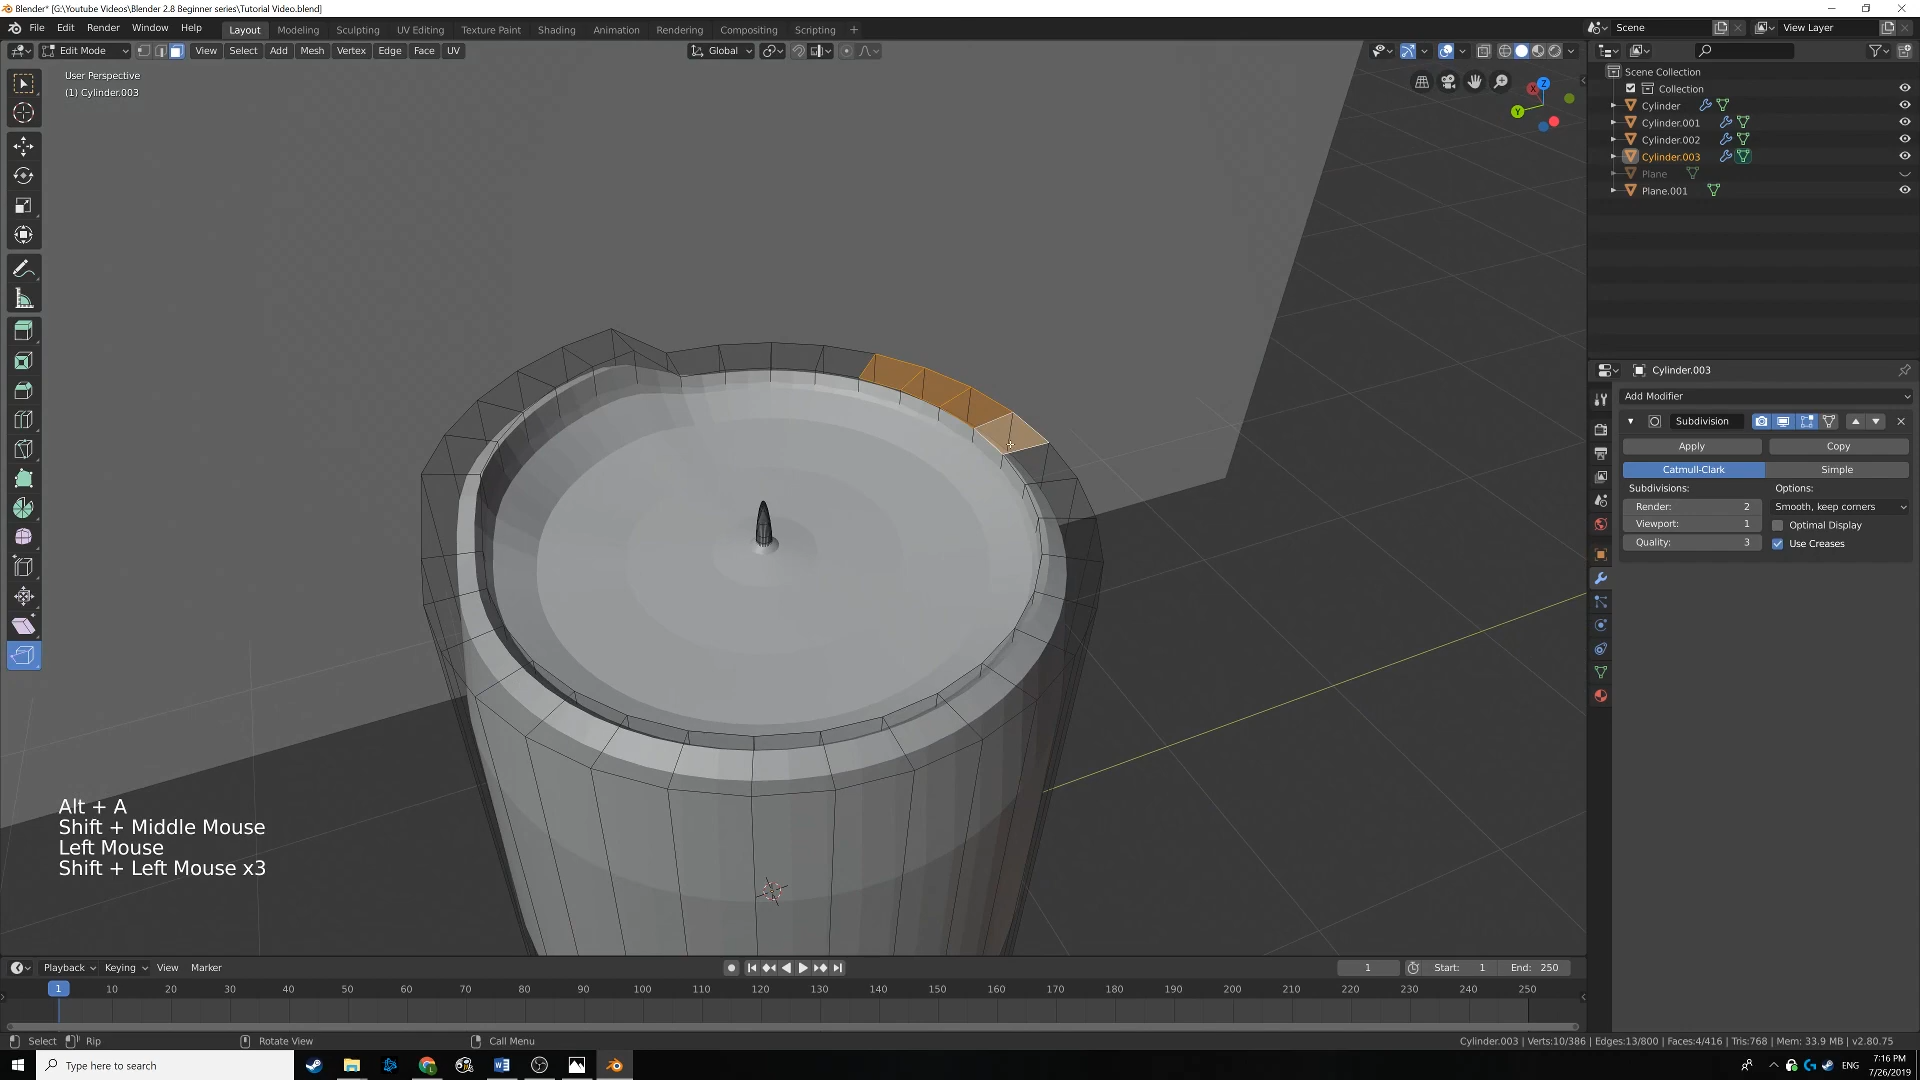 Blender* [G:\Youtube Videos\Blender 2.8 Beginner series\Tutorial Video.blend]
File Edit Render Window Help Layout Modeling Sculpting UV Editing Texture Paint Shading Animation Rendering Compositing Scripting + Scene View Layer
Edit Mode View Select Add Mesh Vertex Edge Face UV Global
User Perspective
(1) Cylinder.003
X
Y
Z
Scene Collection
Collection
Cylinder
Cylinder.001
Cylinder.002
Cylinder.003
Plane
Plane.001
Cylinder.003
Add Modifier
Subdivision
Apply Copy
Catmull-Clark Simple
Subdivisions: Options:
Render: 2 Smooth, keep corners
Viewport: 1 Optimal Display
Quality: 3 Use Creases
Alt + A
Shift + Middle Mouse
Left Mouse
Shift + Left Mouse x3
Playback Keying View Marker 1 Start: 1 End: 250
1 10 20 30 40 50 60 70 80 90 100 110 120 130 140 150 160 170 180 190 200 210 220 230 240 250
Select Rip Rotate View Call Menu Cylinder.003 | Verts:10/386 | Edges:13/800 | Faces:4/416 | Tris:768 | Mem: 33.9 MB | v2.80.75
Type here to search
ENG
7:16 PM
7/26/2019